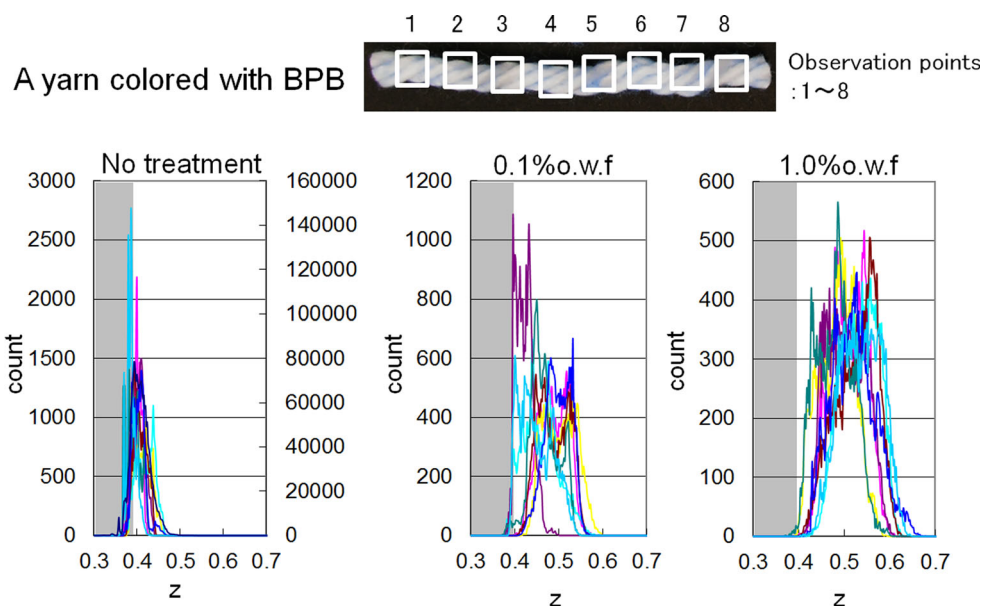 1 2 3 4 5 6 7 8
A yarn colored with BPB
Observation points
:1～8
No treatment
0.1%o.w.f
1.0%o.w.f
3000
2500
2000
1500
1000
500
0
count
160000
140000
120000
100000
80000
60000
40000
20000
0
0.3 0.4 0.5 0.6 0.7
z
1200
1000
800
600
400
200
0
count
0.3 0.4 0.5 0.6 0.7
z
600
500
400
300
200
100
0
count
0.3 0.4 0.5 0.6 0.7
z